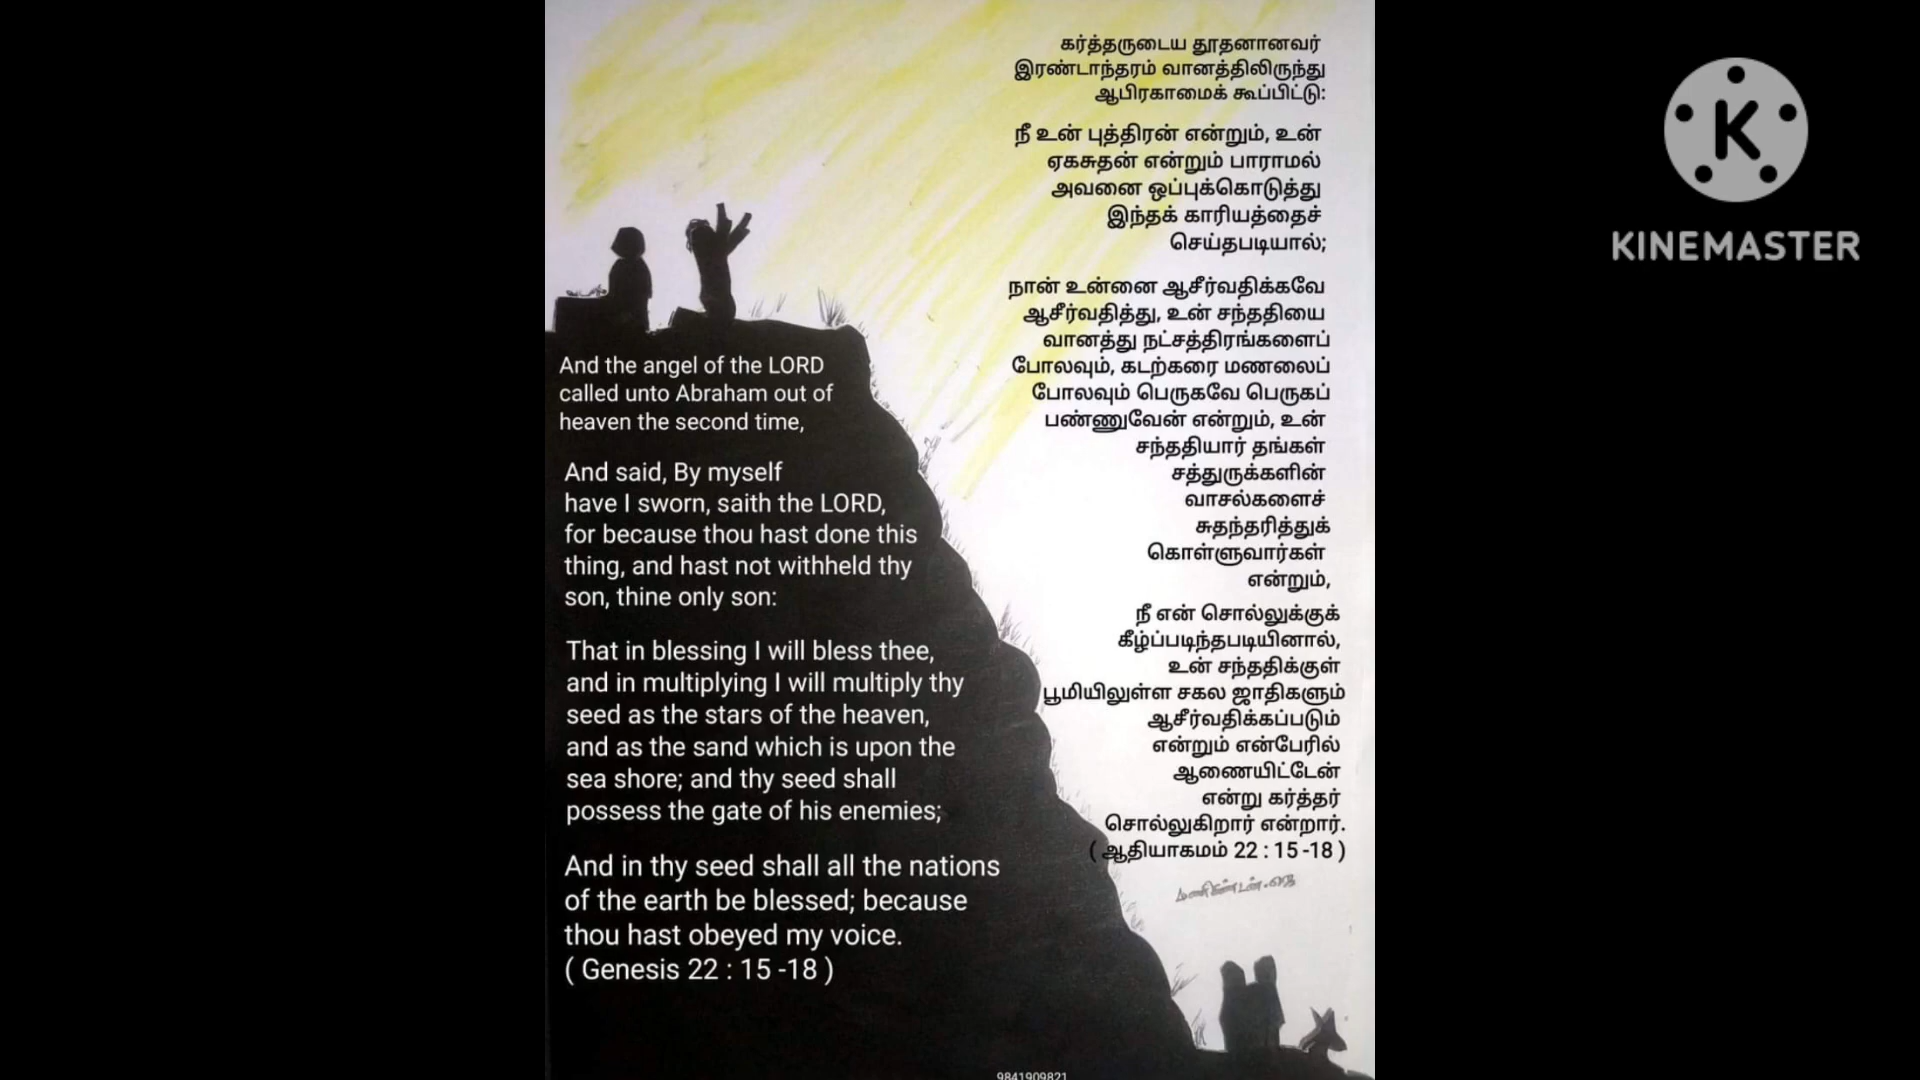 கர்த்தருடைய தூதனானவர்
இரண்டாந்தரம் வானத்திலிருந்து
ஆபிரகாமைக் கூப்பிட்டு:
நீ உன் புத்திரன் என்றும், உன்
ஏகசுதன் என்றும் பாராமல்
அவனை ஒப்புக்கொடுத்து
இந்தக் காரியத்தைச்
செய்தபடியால்;
நான் உன்னை ஆசீர்வதிக்கவே
ஆசீர்வதித்து, உன் சந்ததியை
வானத்து நட்சத்திரங்களைப்
போலவும், கடற்கரை மணலைப்
போலவும் பெருகவே பெருகப்
பண்ணுவேன் என்றும், உன்
சந்ததியார் தங்கள்
சத்துருக்களின்
வாசல்களைச்
சுதந்தரித்துக்
கொள்ளுவார்கள்
என்றும்,
நீ என் சொல்லுக்குக்
கீழ்ப்படிந்தபடியினால்,
உன் சந்ததிக்குள்
பூமியிலுள்ள சகல ஜாதிகளும்
ஆசீர்வதிக்கப்படும்
என்றும் என்பேரில்
ஆணையிட்டேன்
என்று கர்த்தர்
சொல்லுகிறார் என்றார்.
( ஆதியாகமம் 22 : 15 -18 )
And the angel of the LORD
called unto Abraham out of
heaven the second time,
And said, By myself
have I sworn, saith the LORD,
for because thou hast done this
thing, and hast not withheld thy
son, thine only son:
That in blessing I will bless thee,
and in multiplying I will multiply thy
seed as the stars of the heaven,
and as the sand which is upon the
sea shore; and thy seed shall
possess the gate of his enemies;
And in thy seed shall all the nations
of the earth be blessed; because
thou hast obeyed my voice.
( Genesis 22 : 15 -18 )
9841909821
K
KINEMASTER